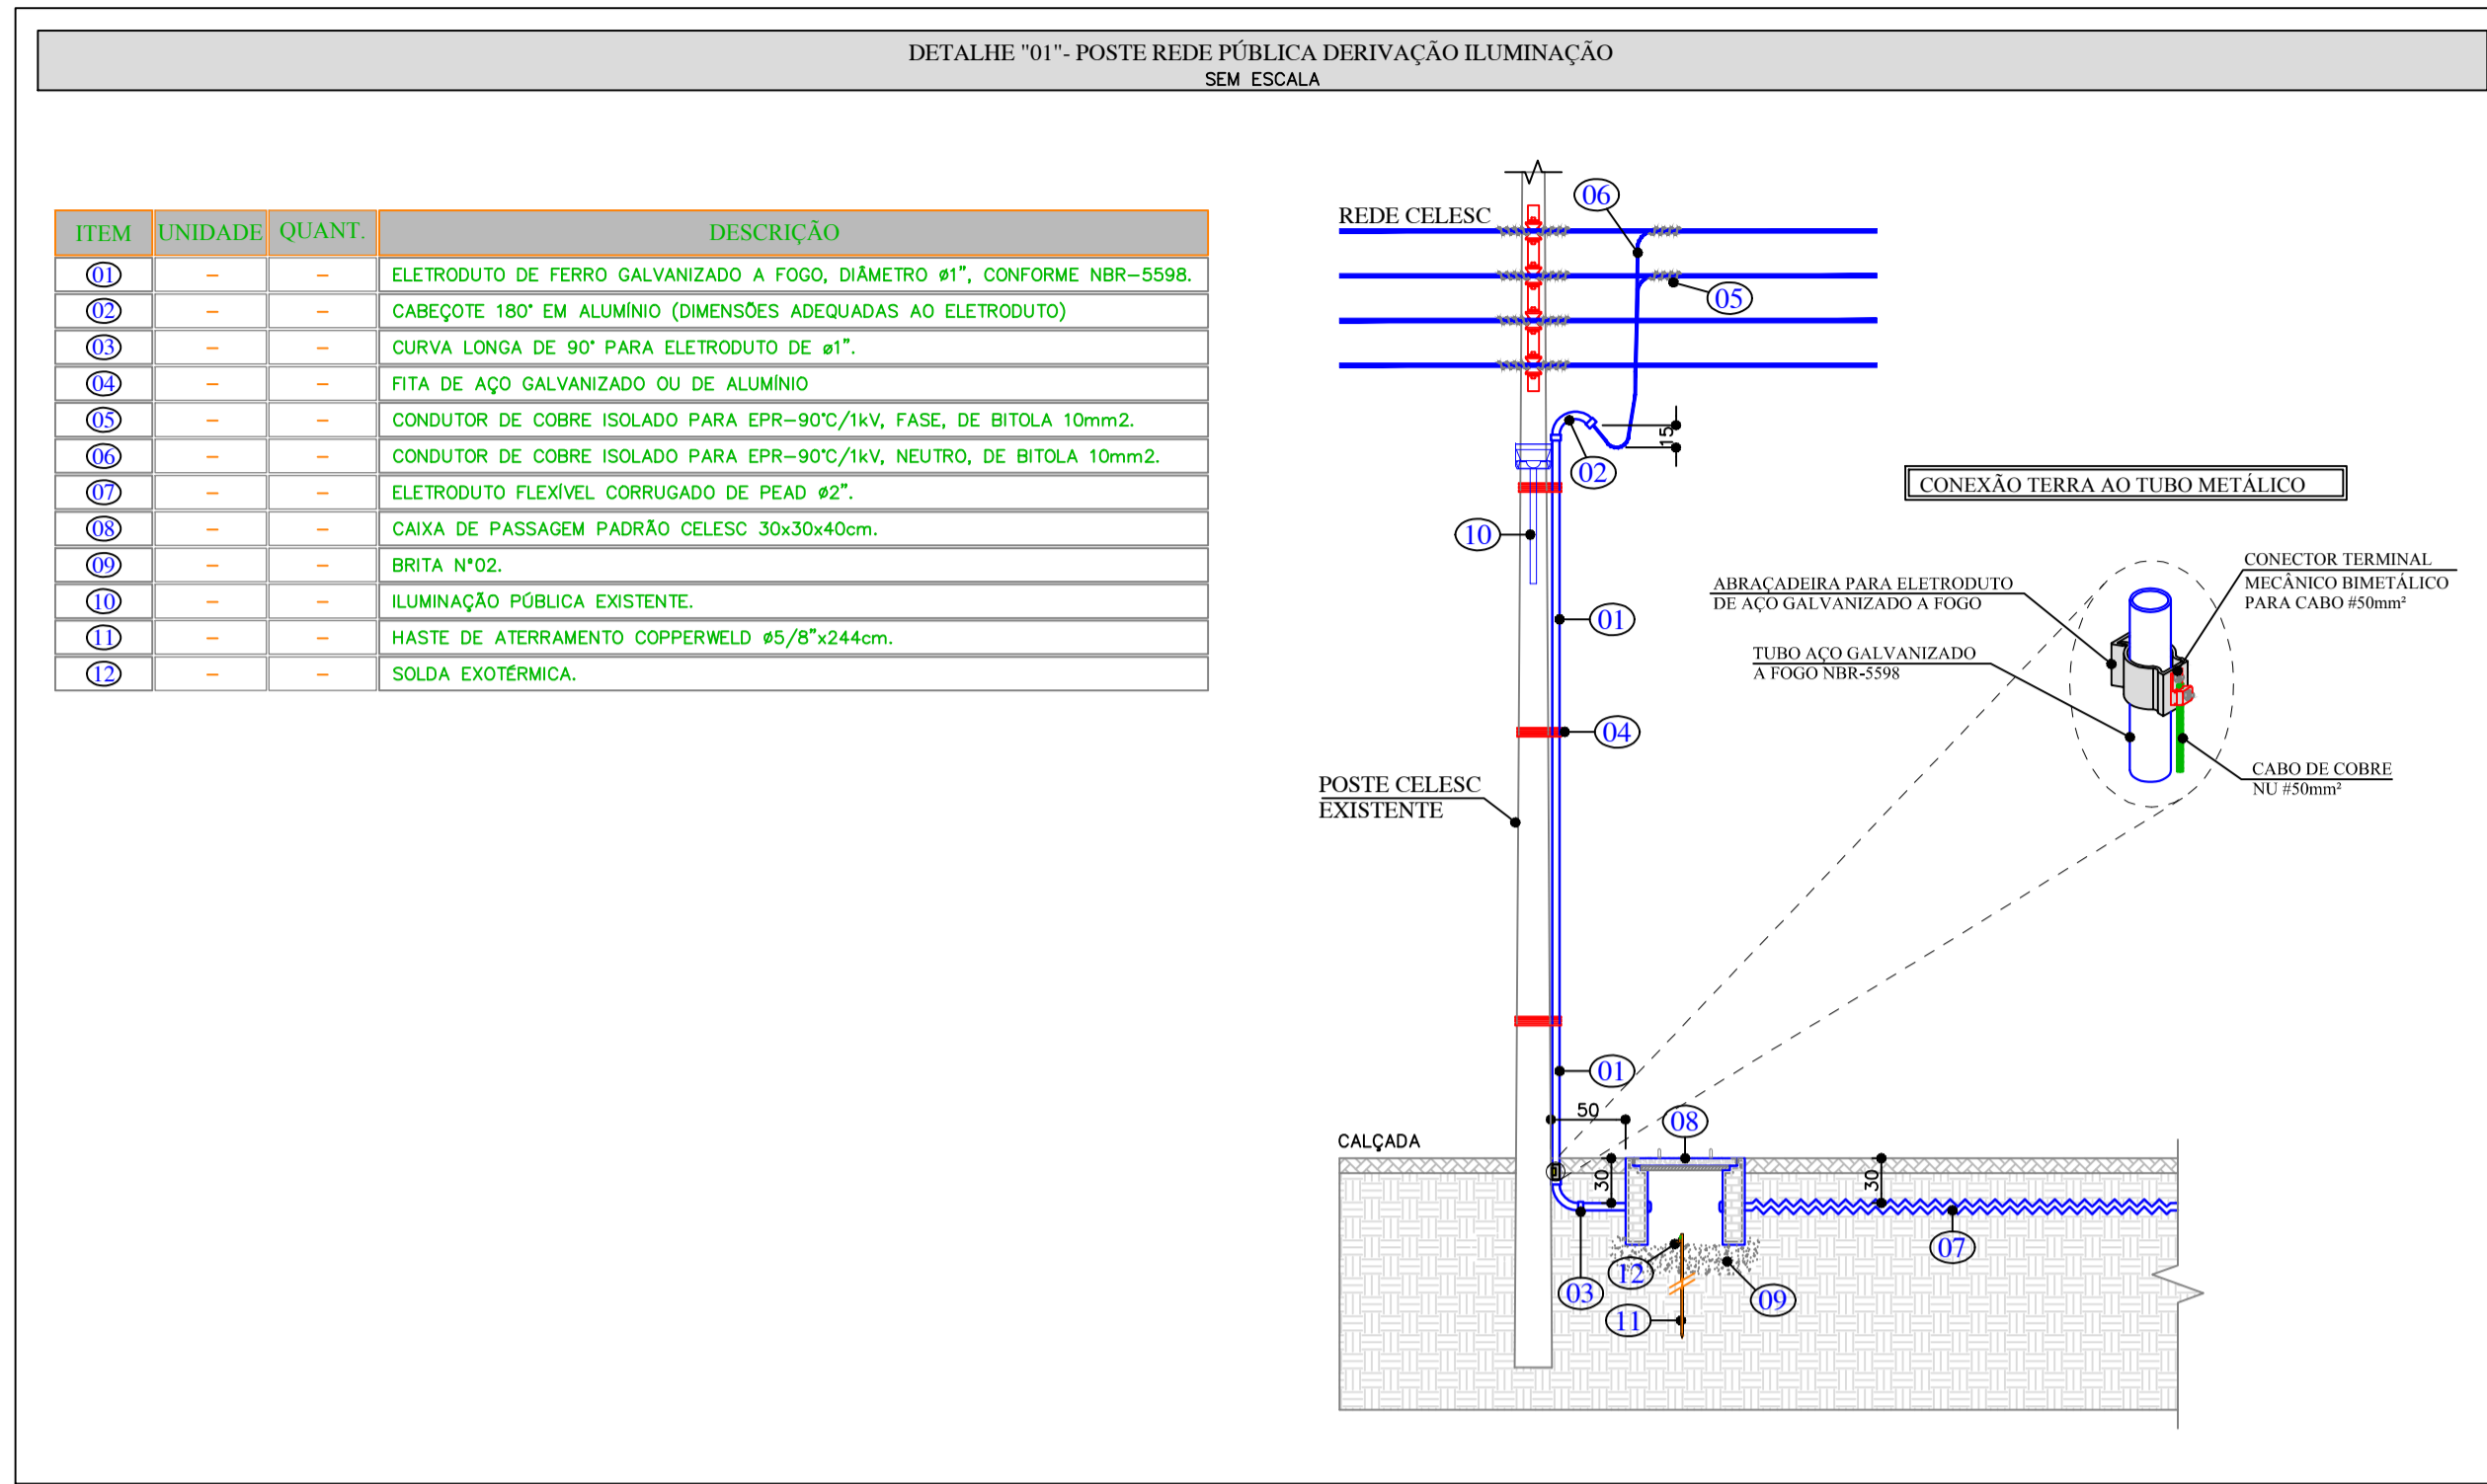 DETALHE "01"- POSTE REDE PÚBLICA DERIVAÇÃO ILUMINAÇÃO
SEM ESCALA
ITEM UNIDADE QUANT. DESCRIÇÃO
01 - - ELETRODUTO DE FERRO GALVANIZADO A FOGO, DIÂMETRO ø1", CONFORME NBR-5598.
02 - - CABEÇOTE 180° EM ALUMÍNIO (DIMENSÕES ADEQUADAS AO ELETRODUTO)
03 - - CURVA LONGA DE 90° PARA ELETRODUTO DE ø1".
04 - - FITA DE AÇO GALVANIZADO OU DE ALUMÍNIO
05 - - CONDUTOR DE COBRE ISOLADO PARA EPR-90°C/1kV, FASE, DE BITOLA 10mm2.
06 - - CONDUTOR DE COBRE ISOLADO PARA EPR-90°C/1kV, NEUTRO, DE BITOLA 10mm2.
07 - - ELETRODUTO FLEXÍVEL CORRUGADO DE PEAD ø2".
08 - - CAIXA DE PASSAGEM PADRÃO CELESC 30x30x40cm.
09 - - BRITA N°02.
10 - - ILUMINAÇÃO PÚBLICA EXISTENTE.
11 - - HASTE DE ATERRAMENTO COPPERWELD ø5/8"x244cm.
12 - - SOLDA EXOTÉRMICA.
06
REDE CELESC
05
15
02
10
01
04
POSTE CELESC
EXISTENTE
01
50
08
CALÇADA
30
30
07
12
03
09
11
CONEXÃO TERRA AO TUBO METÁLICO
CONECTOR TERMINAL
MECÂNICO BIMETÁLICO
PARA CABO #50mm²
ABRAÇADEIRA PARA ELETRODUTO
DE AÇO GALVANIZADO A FOGO
TUBO AÇO GALVANIZADO
A FOGO NBR-5598
CABO DE COBRE
NU #50mm²